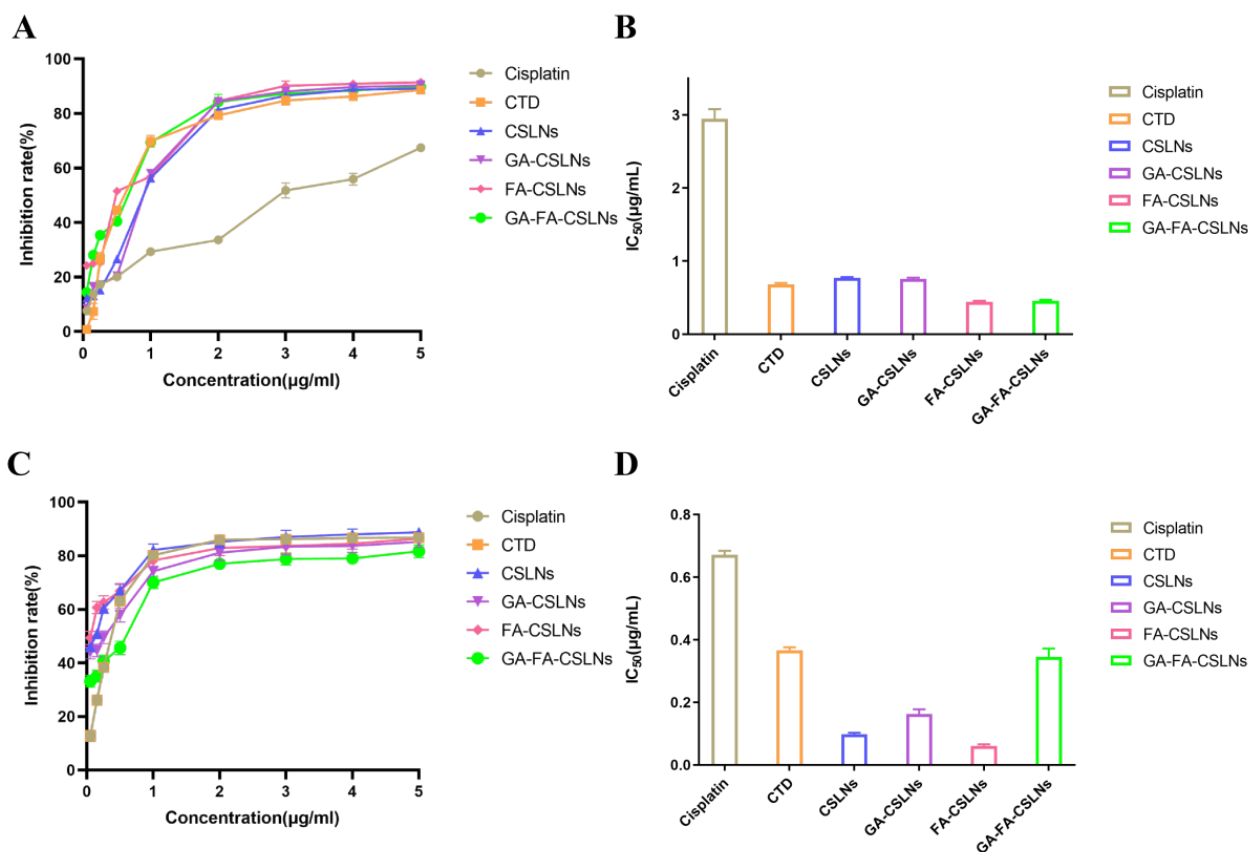 A
100
80
60
40
20
0
Inhibition rate(%)
0
1
2
3
4
5
Concentration(μg/ml)
Cisplatin
CTD
CSLNs
GA-CSLNs
FA-CSLNs
GA-FA-CSLNs
B
3
2
1
0
IC50(μg/mL)
Cisplatin
CTD
CSLNs
GA-CSLNs
FA-CSLNs
GA-FA-CSLNs
Cisplatin
CTD
CSLNs
GA-CSLNs
FA-CSLNs
GA-FA-CSLNs
C
100
80
60
40
20
0
Inhibition rate(%)
0
1
2
3
4
5
Concentration(μg/ml)
Cisplatin
CTD
CSLNs
GA-CSLNs
FA-CSLNs
GA-FA-CSLNs
D
0.8
0.6
0.4
0.2
0.0
IC50(μg/mL)
Cisplatin
CTD
CSLNs
GA-CSLNs
FA-CSLNs
GA-FA-CSLNs
Cisplatin
CTD
CSLNs
GA-CSLNs
FA-CSLNs
GA-FA-CSLNs